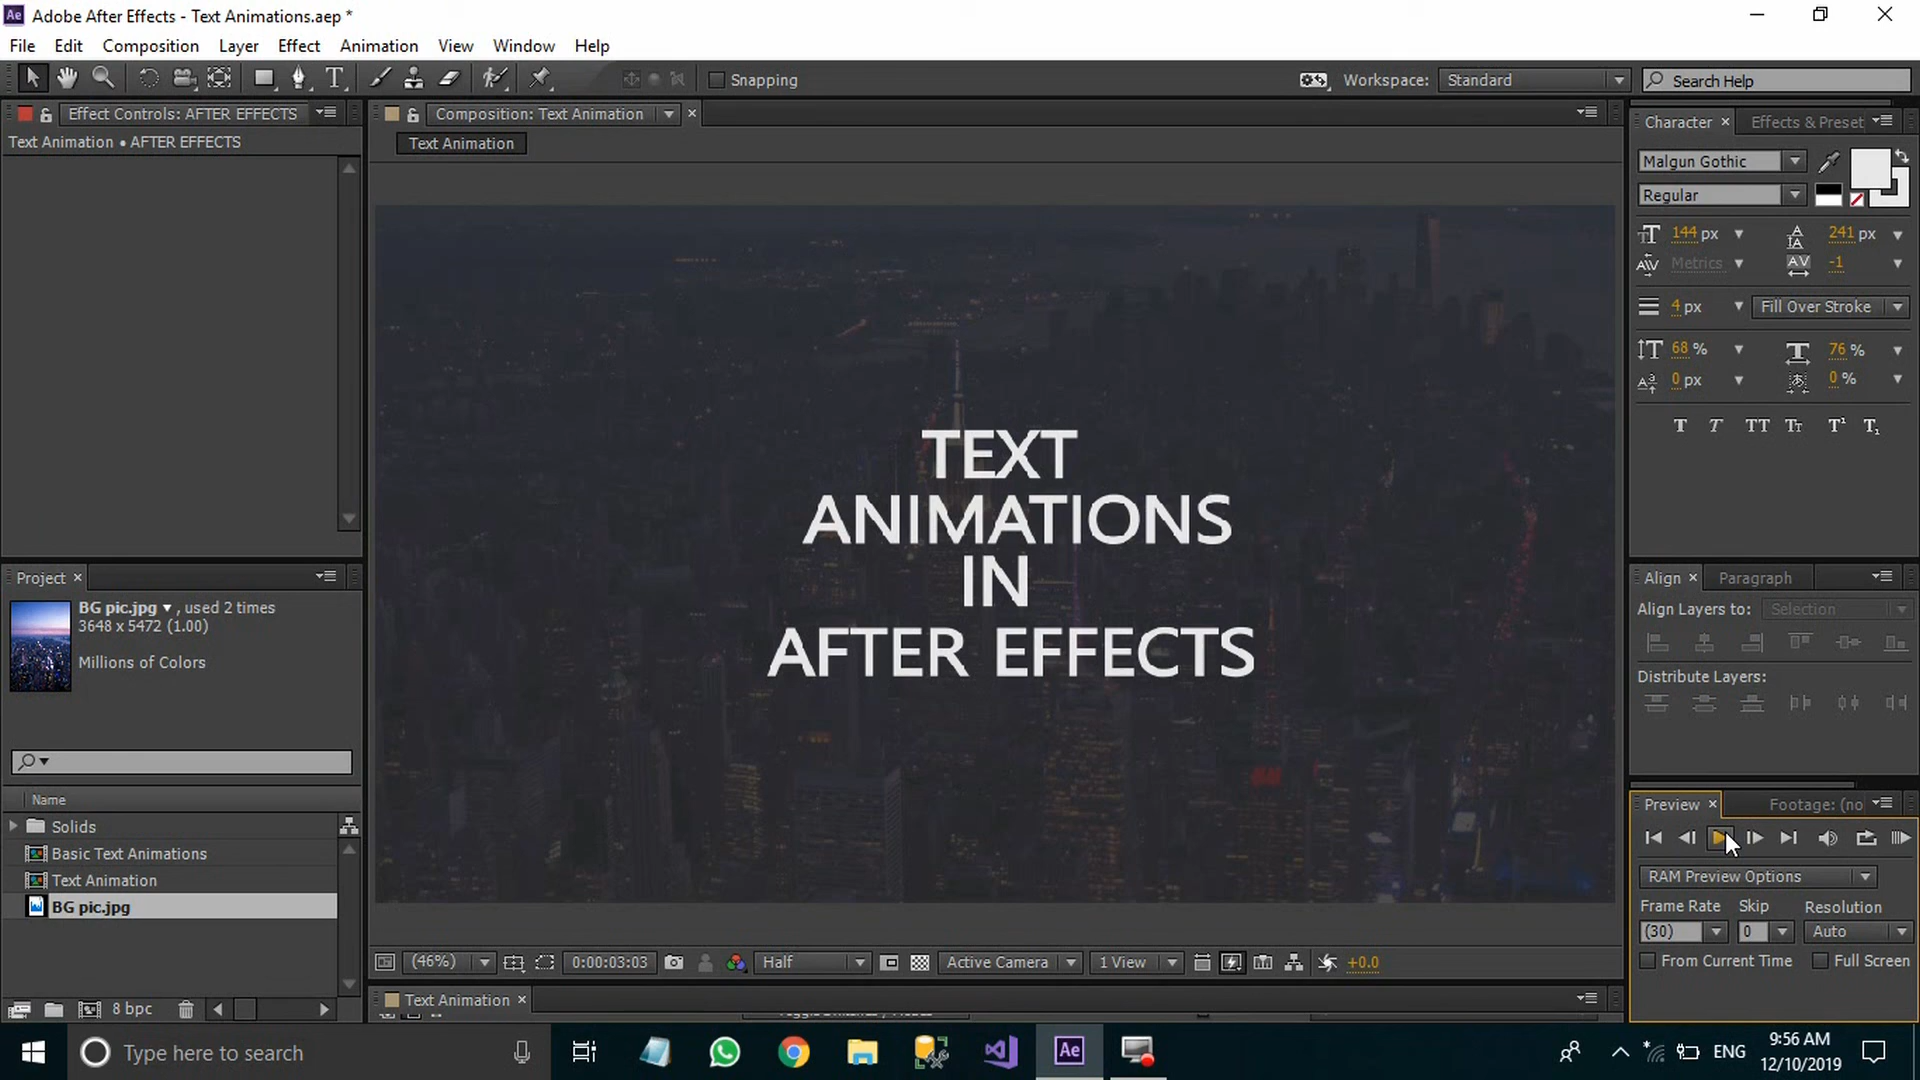 Ae Adobe After Effects - Text Animations.aep *
File Edit Composition Layer Effect Animation View Window Help
Snapping
Workspace: Standard
Search Help
Effect Controls: AFTER EFFECTS
Text Animation • AFTER EFFECTS
Composition: Text Animation
Text Animation
TEXT
ANIMATIONS
IN
AFTER EFFECTS
Character
Effects & Preset
Malgun Gothic
Regular
144 px
241 px
Metrics
-1
4 px
Fill Over Stroke
68 %
76 %
0 px
0 %
Align
Paragraph
Align Layers to: Selection
Distribute Layers:
Preview
Footage: (no
RAM Preview Options
Frame Rate Skip Resolution
(30) 0 Auto
From Current Time Full Screen
Project
BG pic.jpg , used 2 times
3648 x 5472 (1.00)
Millions of Colors
Name
Solids
Basic Text Animations
Text Animation
BG pic.jpg
8 bpc
(46%) 0:00:03:03 Half Active Camera 1 View +0.0
Text Animation
Type here to search
Ae
ENG
9:56 AM
12/10/2019